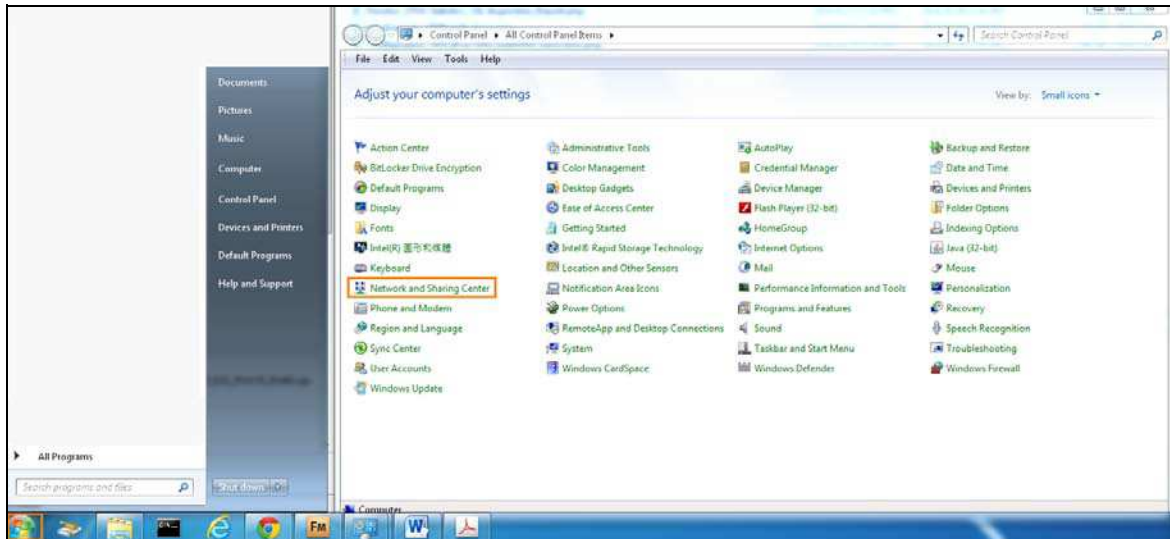 Control Panel ▸ All Control Panel Items ▸
Search Control Panel
File Edit View Tools Help
Adjust your computer's settings
View by: Small icons
Action Center
Administrative Tools
AutoPlay
Backup and Restore
BitLocker Drive Encryption
Color Management
Credential Manager
Date and Time
Default Programs
Desktop Gadgets
Device Manager
Devices and Printers
Display
Ease of Access Center
Flash Player (32-bit)
Folder Options
Fonts
Getting Started
HomeGroup
Indexing Options
Intel(R) 圖形和媒體
Intel® Rapid Storage Technology
Internet Options
Java (32-bit)
Keyboard
Location and Other Sensors
Mail
Mouse
Network and Sharing Center
Notification Area Icons
Performance Information and Tools
Personalization
Phone and Modem
Power Options
Programs and Features
Recovery
Region and Language
RemoteApp and Desktop Connections
Sound
Speech Recognition
Sync Center
System
Taskbar and Start Menu
Troubleshooting
User Accounts
Windows CardSpace
Windows Defender
Windows Firewall
Windows Update
Documents
Pictures
Music
Computer
Control Panel
Devices and Printers
Default Programs
Help and Support
All Programs
Search programs and files
Shut down
Computer
Fm
W